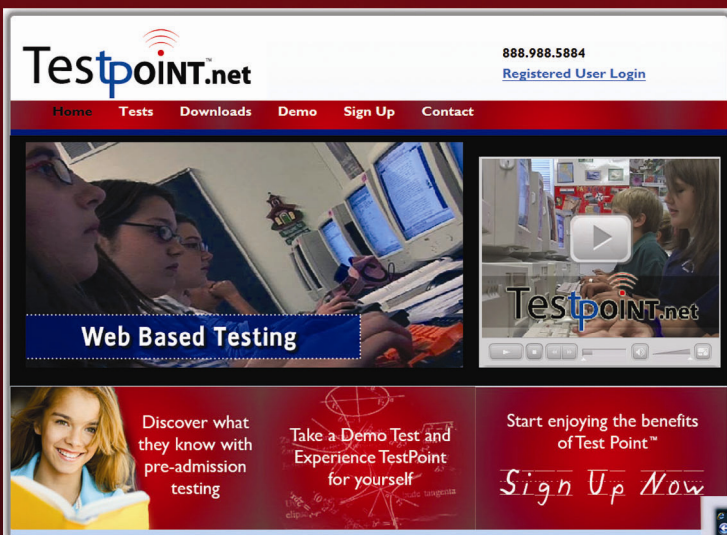 Testpoint.net
888.988.5884
Registered User Login
Home Tests Downloads Demo Sign Up Contact
Web Based Testing
Testpoint.net
Discover what
they know with
pre-admission
testing
Take a Demo Test and
Experience TestPoint
for yourself
tangenta
Start enjoying the benefits
of Test Point™
Sign Up Now